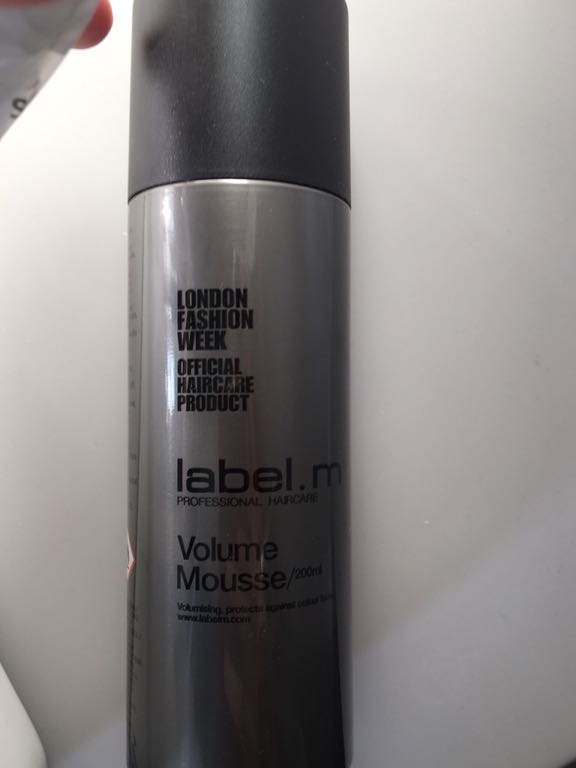 LONDON
FASHION
WEEK
OFFICIAL
HAIRCARE
PRODUCT
label.m
PROFESSIONAL HAIRCARE
Volume
Mousse/200ml
Volumising, protects against colour
www.labelm.com